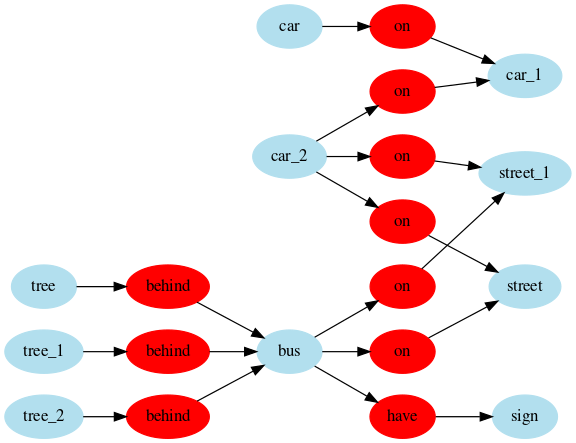 car on
car_1
on
car_2 on
street_1
on
tree behind on street
tree_1 behind bus on
tree_2 behind have sign